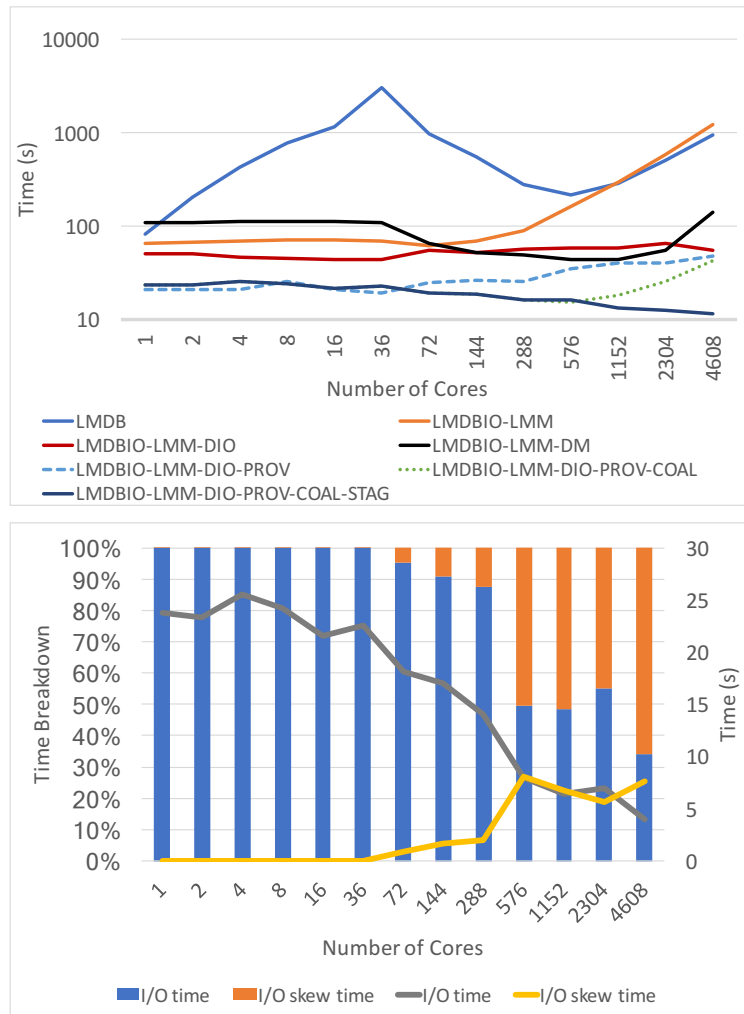 10000
1000
100
10
Time (s)
1 2 4 8 16 36 72 144 288 576 1152 2304 4608
Number of Cores
LMDB LMDBIO-LMM
LMDBIO-LMM-DIO LMDBIO-LMM-DM
LMDBIO-LMM-DIO-PROV LMDBIO-LMM-DIO-PROV-COAL
LMDBIO-LMM-DIO-PROV-COAL-STAG
100% 30
90%
80% 25
70% 20
60%
50% 15
40%
30% 10
20% 5
10%
0% 0
Time Breakdown
Time (s)
1 2 4 8 16 36 72 144 288 576 1152 2304 4608
Number of Cores
I/O time I/O skew time I/O time I/O skew time